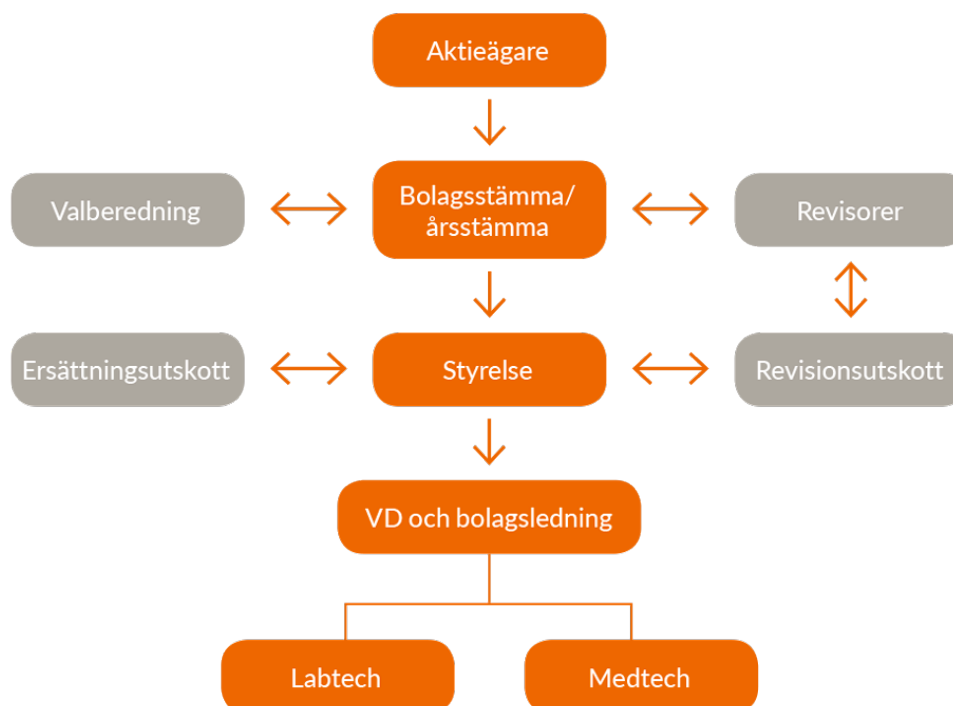 Aktieägare
Valberedning
Bolagsstämma/
årsstämma
Revisorer
Ersättningsutskott
Styrelse
Revisionsutskott
VD och bolagsledning
Labtech
Medtech